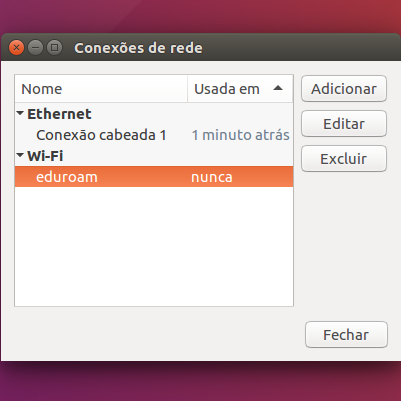 Conexões de rede
Nome Usada em
Adicionar
Ethernet
Editar
Conexão cabeada 1 1 minuto atrás
Wi-Fi
Excluir
eduroam nunca
Fechar